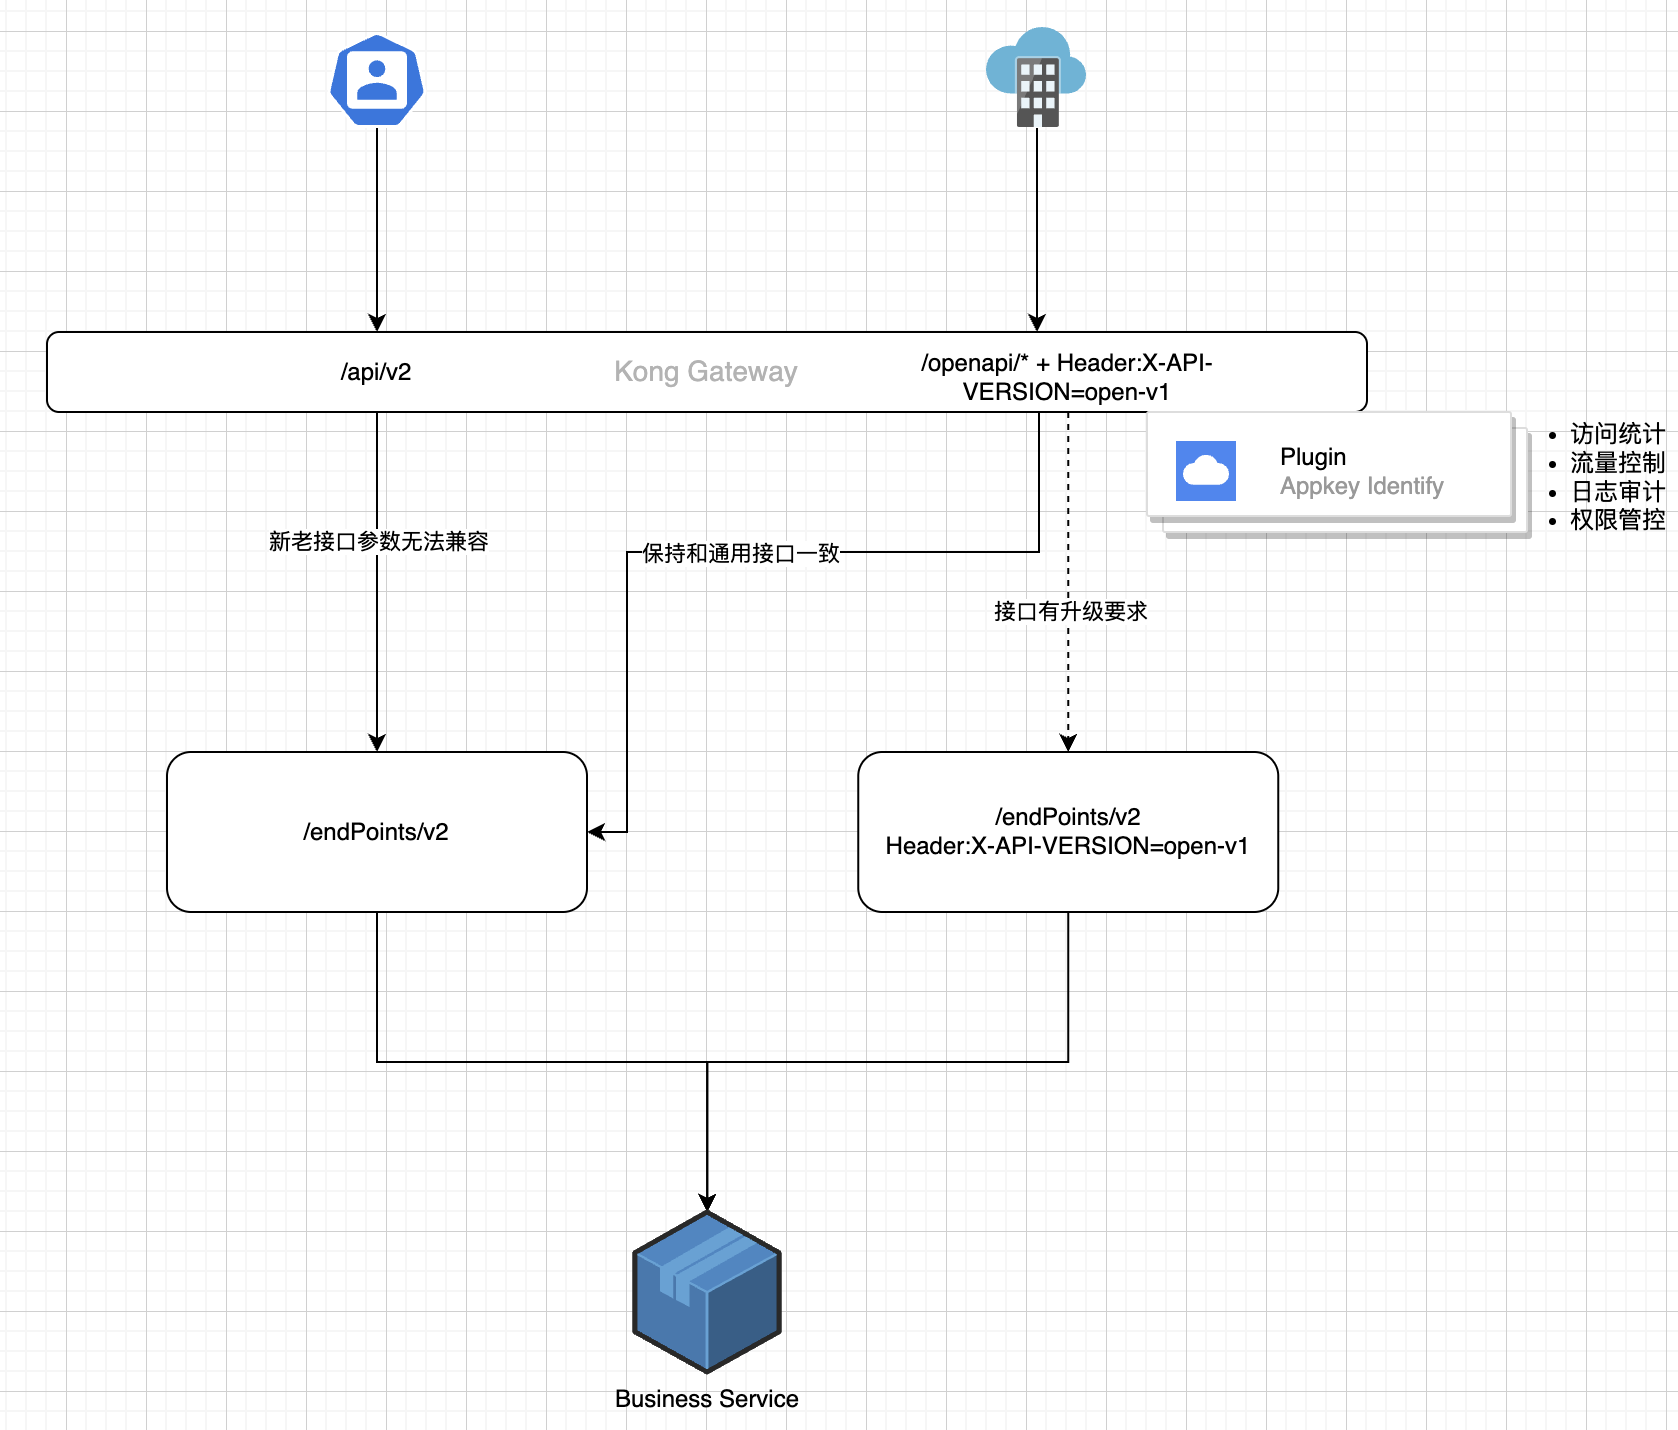 /api/v2
Kong Gateway
/openapi/* + Header:X-API-
VERSION=open-v1
Plugin
Appkey Identify
• 访问统计
• 流量控制
• 日志审计
• 权限管控
新老接口参数无法兼容
保持和通用接口一致
接口有升级要求
/endPoints/v2
/endPoints/v2
Header:X-API-VERSION=open-v1
Business Service